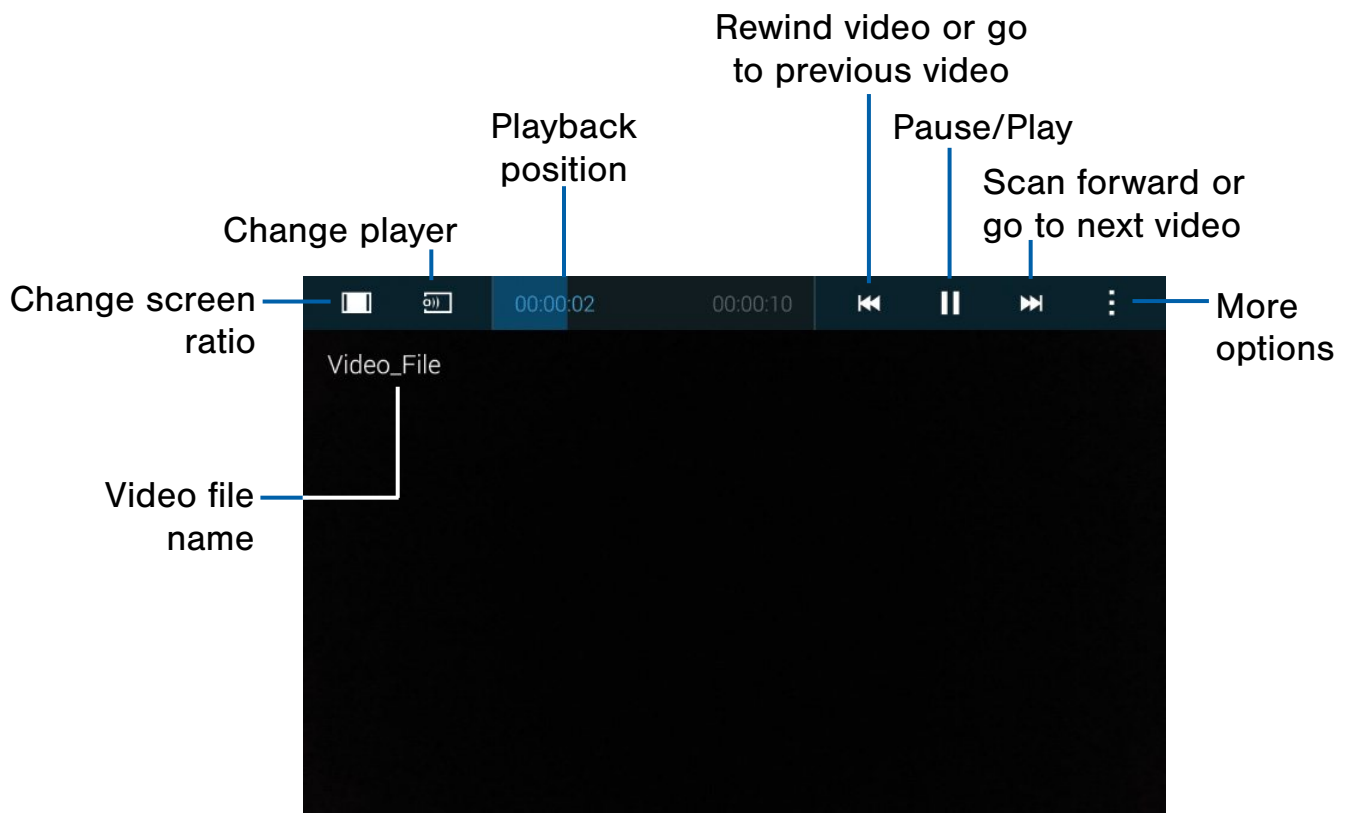 Rewind video or go
to previous video
Playback
position
Pause/Play
Scan forward or
go to next video
Change player
Change screen
ratio
00:00:02
00:00:10
More
options
Video_File
Video file
name